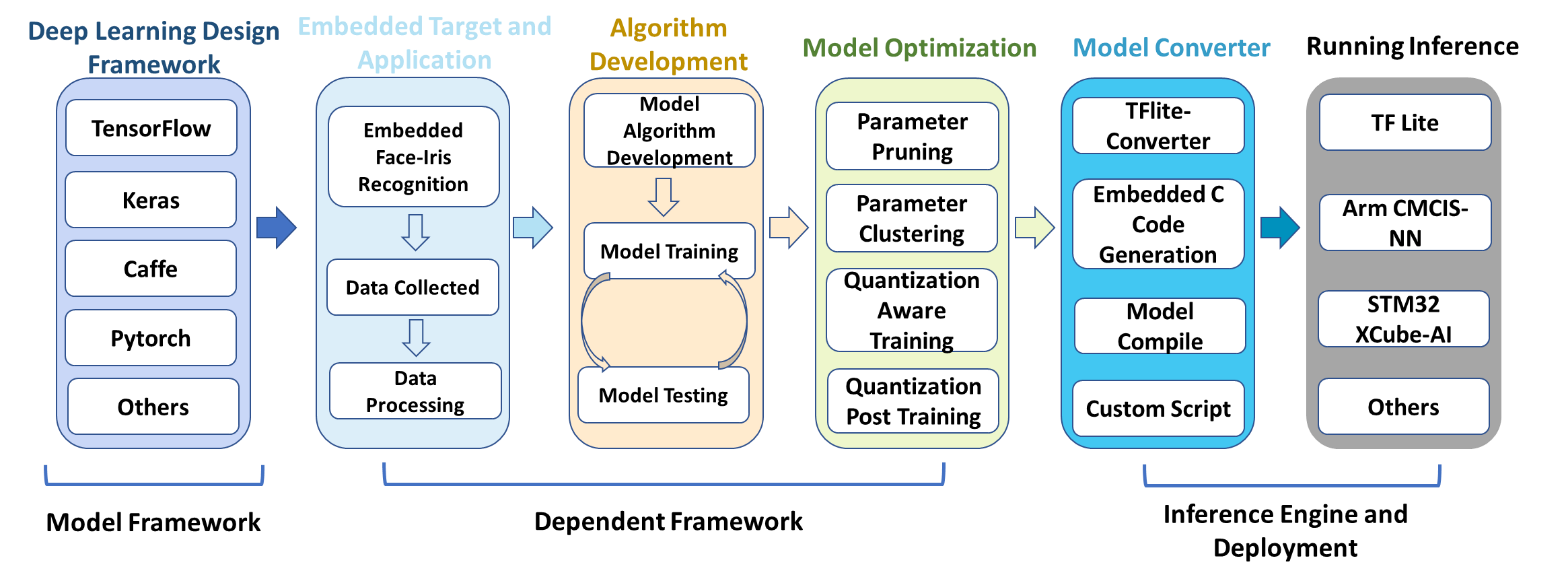 Deep Learning Design
Framework
TensorFlow
Keras
Caffe
Pytorch
Others
Embedded Target and
Application
Embedded
Face-Iris
Recognition
Data Collected
Data
Processing
Algorithm
Development
Model
Algorithm
Development
Model Training
Model Testing
Model Optimization
Parameter
Pruning
Parameter
Clustering
Quantization
Aware
Training
Quantization
Post Training
Model Converter
TFlite-
Converter
Embedded C
Code
Generation
Model
Compile
Custom Script
Running Inference
TF Lite
Arm CMCIS-
NN
STM32
XCube-AI
Others
Model Framework
Dependent Framework
Inference Engine and
Deployment